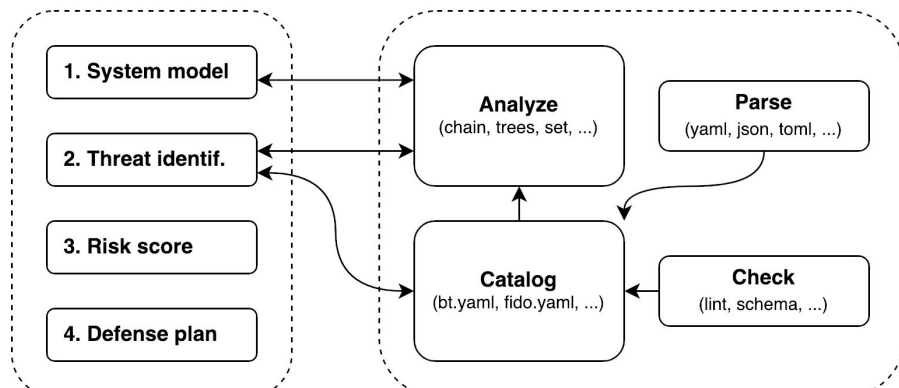 1. System model
2. Threat identif.
3. Risk score
4. Defense plan
Analyze
(chain, trees, set, ...)
Catalog
(bt.yaml, fido.yaml, ...)
Parse
(yaml, json, toml, ...)
Check
(lint, schema, ...)